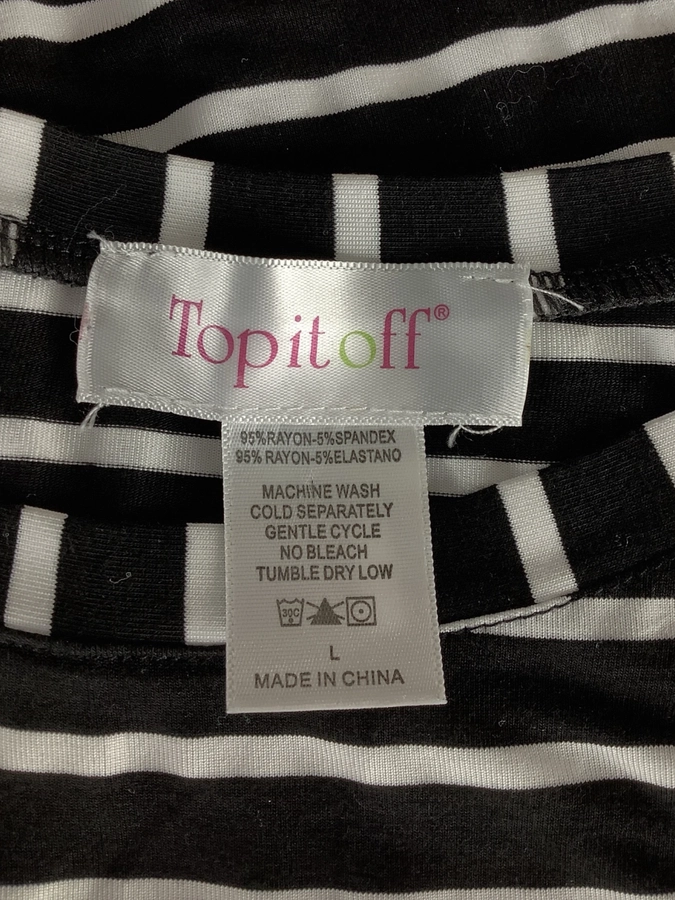 Topitoff®
95%RAYON-5%SPANDEX
95% RAYON-5%ELASTANO
MACHINE WASH
COLD SEPARATELY
GENTLE CYCLE
NO BLEACH
TUMBLE DRY LOW
30C
L
MADE IN CHINA